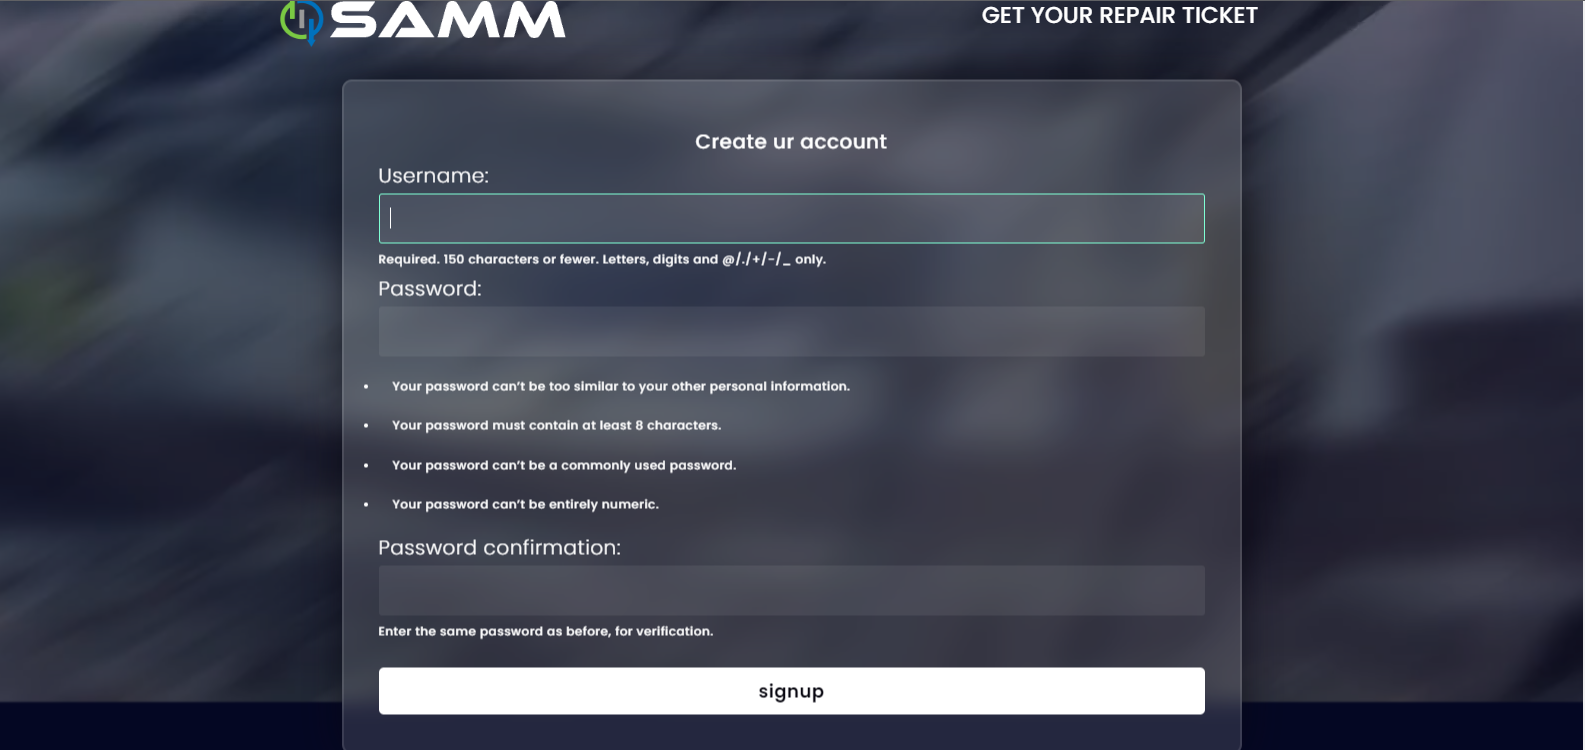 SAMM
GET YOUR REPAIR TICKET
Create ur account
Username:
Required. 150 characters or fewer. Letters, digits and @/./+/-/_ only.
Password:
• Your password can't be too similar to your other personal information.
• Your password must contain at least 8 characters.
• Your password can't be a commonly used password.
• Your password can't be entirely numeric.
Password confirmation:
Enter the same password as before, for verification.
signup